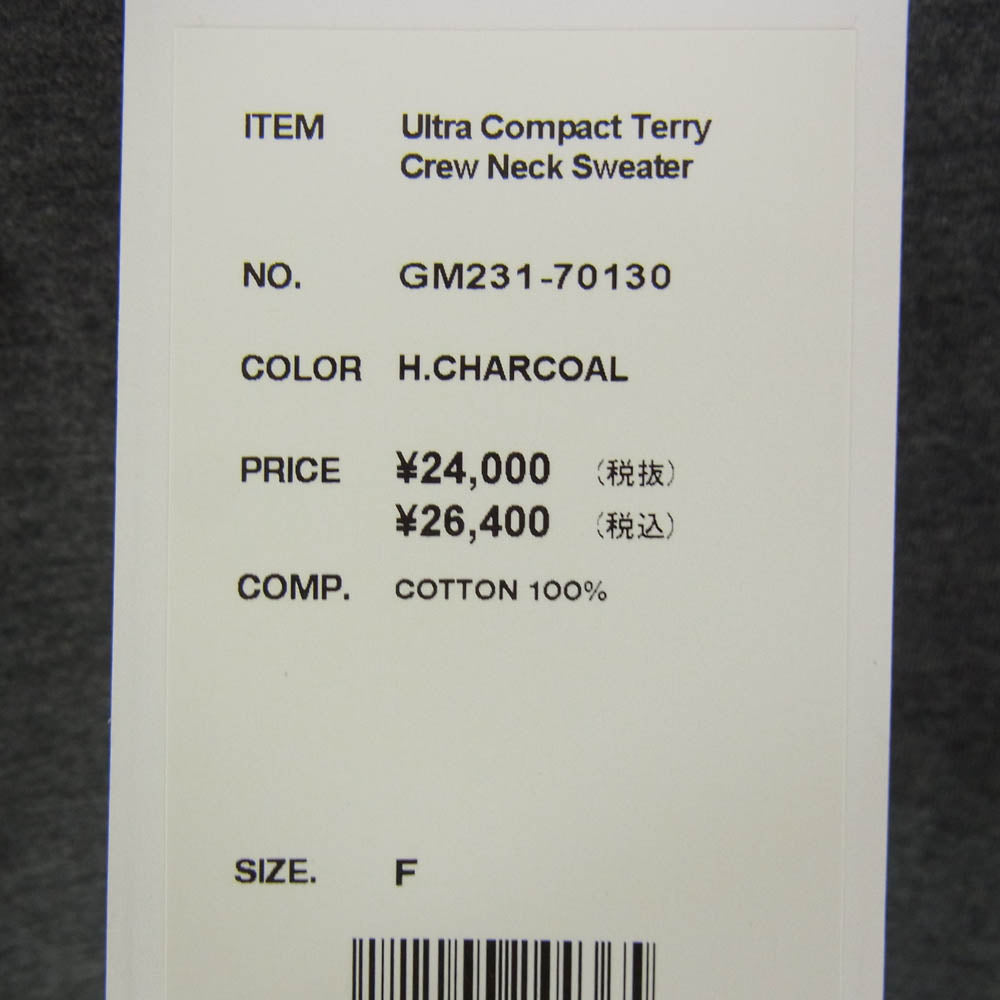 ITEM Ultra Compact Terry
Crew Neck Sweater
NO. GM231-70130
COLOR H.CHARCOAL
PRICE ¥24,000 (税抜)
¥26,400 (税込)
COMP. COTTON 100%
SIZE. F